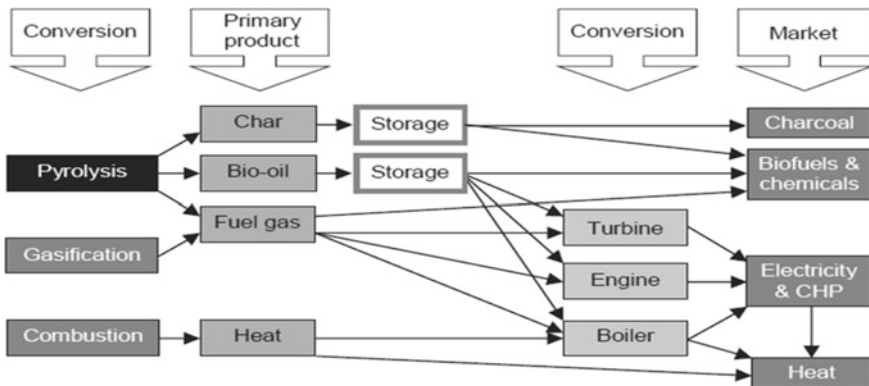 Conversion
Primary
product
Conversion
Market
Char
Storage
Charcoal
Pyrolysis
Bio-oil
Storage
Biofuels &
chemicals
Fuel gas
Turbine
Gasification
Engine
Electricity
& CHP
Combustion
Heat
Boiler
Heat